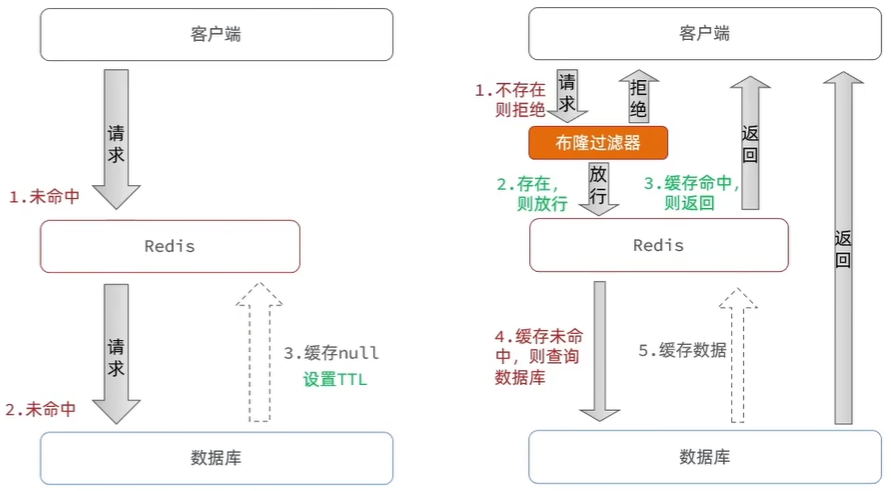 客户端
请求
1.未命中
Redis
请求
3.缓存null
设置TTL
2.未命中
数据库
客户端
1.不存在
则拒绝
请求
拒绝
布隆过滤器
2.存在，
则放行
放行
3.缓存命中，
则返回
返回
Redis
返回
4.缓存未命
中，则查询
数据库
5.缓存数据
数据库